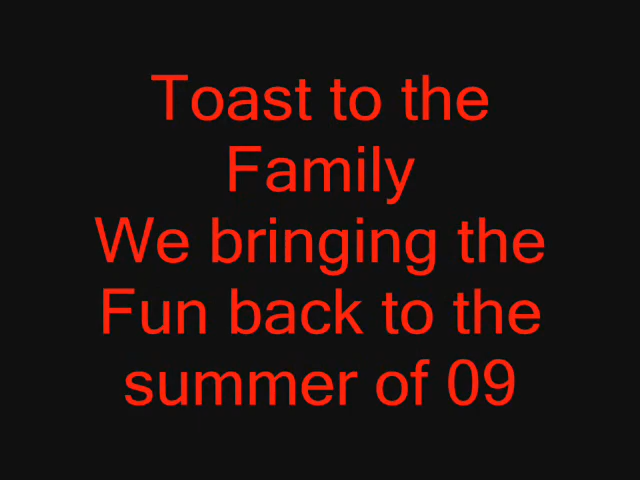 Toast to the
Family
We bringing the
Fun back to the
summer of 09